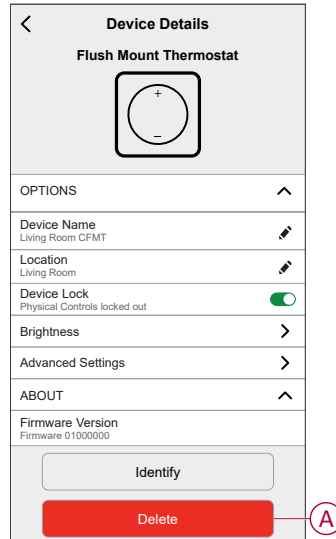 Device Details
Flush Mount Thermostat
+
–
OPTIONS
Device Name
Living Room CFMT
Location
Living Room
Device Lock
Physical Controls locked out
Brightness
Advanced Settings
ABOUT
Firmware Version
Firmware 01000000
Identify
Delete
A